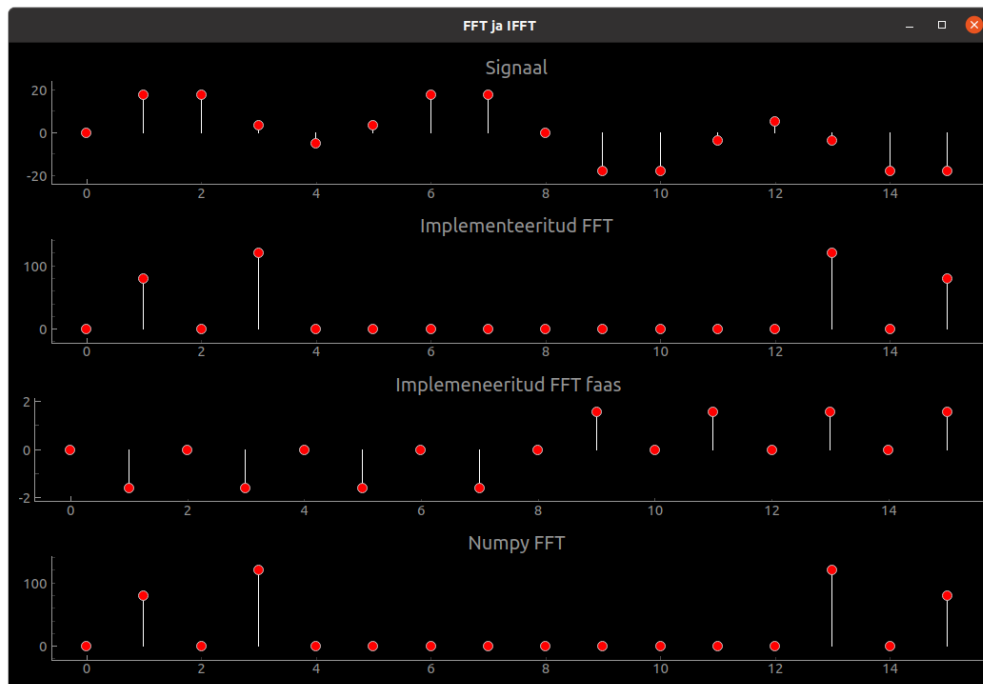 FFT ja IFFT
Signaal
20
0
-20
0 2 4 6 8 10 12 14
Implementeeritud FFT
100
0
0 2 4 6 8 10 12 14
Implemeneeritud FFT faas
2
0
-2
0 2 4 6 8 10 12 14
Numpy FFT
100
0
0 2 4 6 8 10 12 14